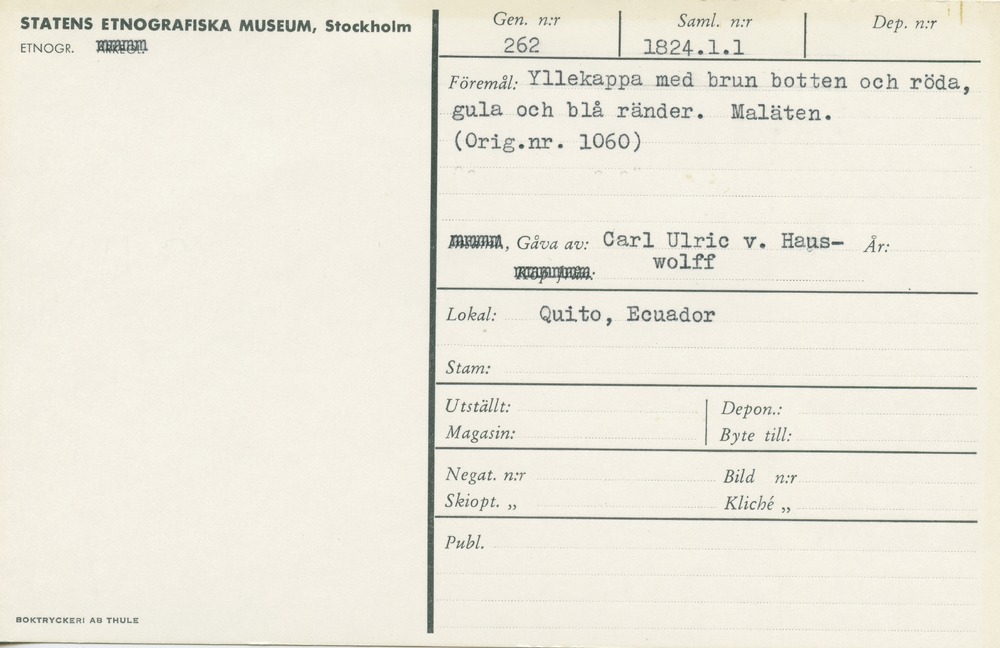 STATENS ETNOGRAFISKA MUSEUM, Stockholm
ETNOGR.
Gen. n:r
262
Saml. n:r
1824.1.1
Dep. n:r
Föremål: Yllekappa med brun botten och röda,
gula och blå ränder. Maläten.
(Orig.nr. 1060)
, Gåva av: Carl Ulric v. Haus-
wolff
År:
Lokal: Quito, Ecuador
Stam:
Utställt:
Magasin:
Depon.:
Byte till:
Negat. n:r
Skiopt. „
Bild n:r
Kliché „
Publ.
BOKTRYCKERI AB THULE